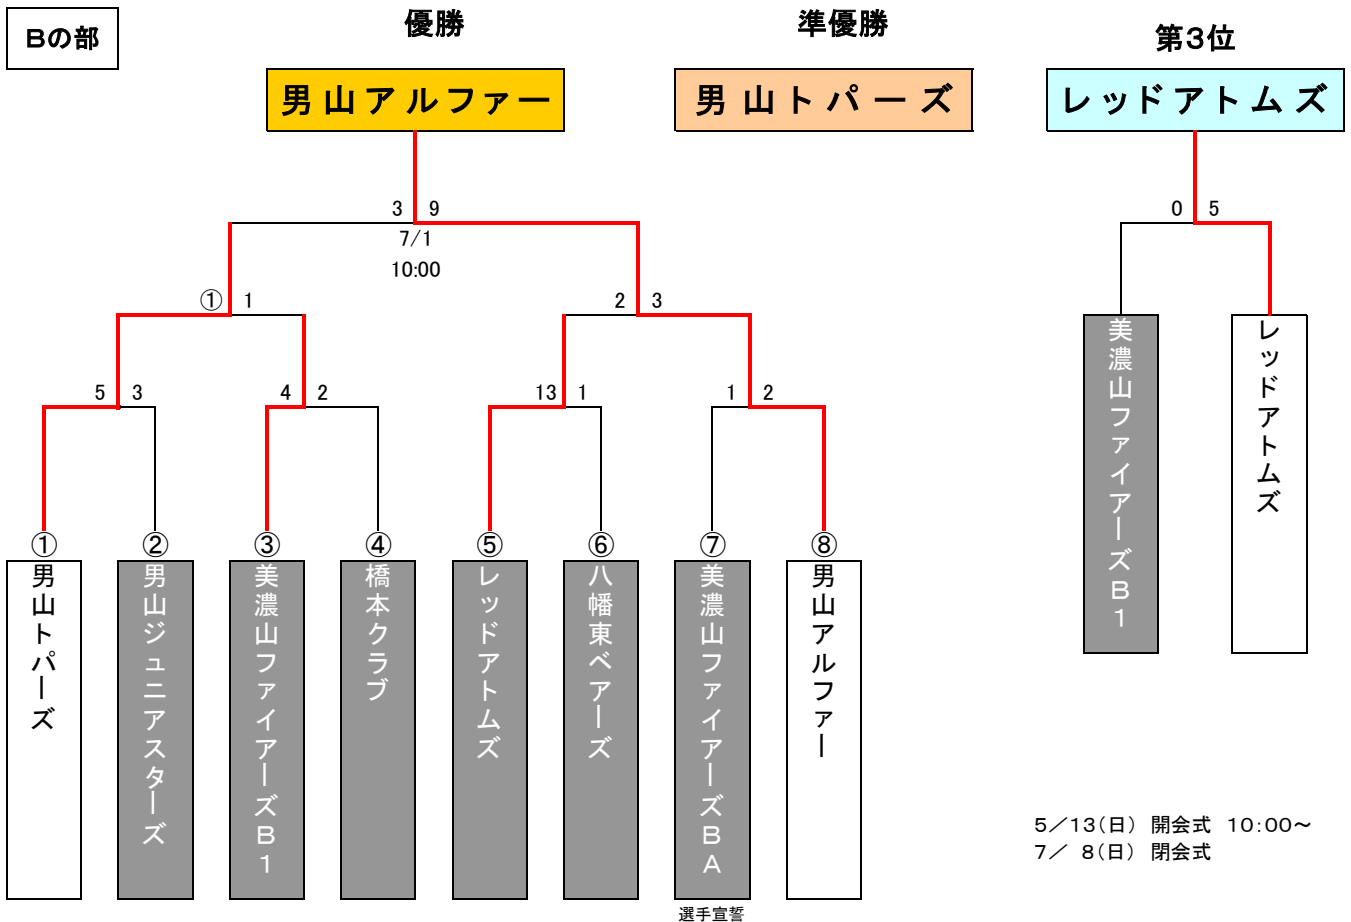 Bの部
優勝
準優勝
第3位
男山アルファー
男山トパーズ
レッドアトムズ
3 9
0 5
7/1
10:00
① 1
2 3
5 3
4 2
13 1
1 2
①
②
③
④
⑤
⑥
⑦
⑧
男山トパーズ
男山ジュニアスターズ
美濃山ファイアーズB1
橋本クラブ
レッドアトムズ
八幡東ベアーズ
美濃山ファイアーズBA
男山アルファー
美濃山ファイアーズB1
レッドアトムズ
5/13(日) 開会式 10:00~
7/ 8(日) 閉会式
選手宣誓